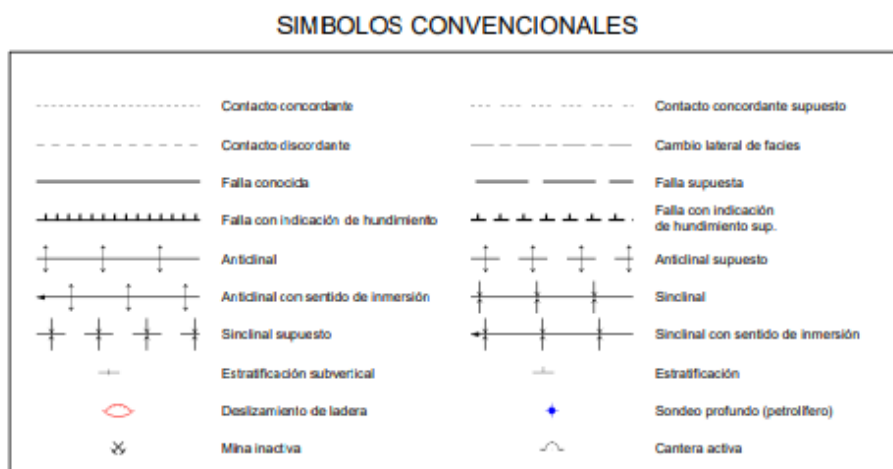 SIMBOLOS CONVENCIONALES
Contacto concordante
Contacto concordante supuesto
Contacto discordante
Cambio lateral de facies
Falla conocida
Falla supuesta
Falla con indicación de hundimiento
Falla con indicación
de hundimiento sup.
Anticlinal
Anticlinal supuesto
Anticlinal con sentido de inmersión
Sinclinal
Sinclinal supuesto
Sinclinal con sentido de inmersión
Estratificación subvertical
Estratificación
Deslizamiento de ladera
Sondeo profundo (petrolífero)
Mina inactiva
Cantera activa